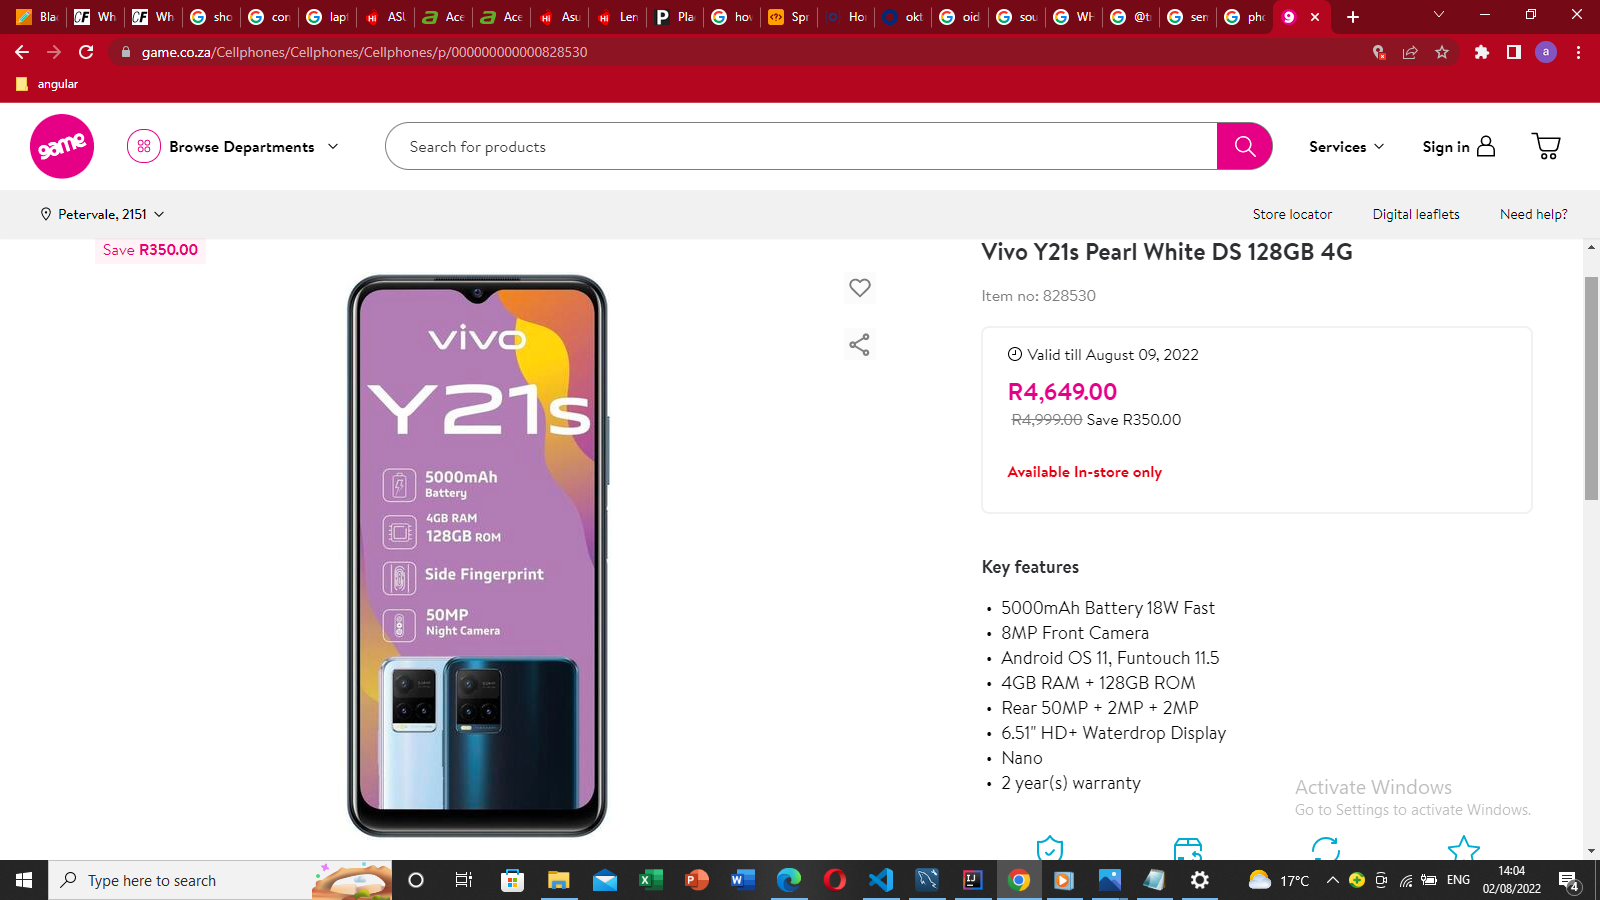 Blac
Wh
Wh
sho
con
lapt
ASU
Ace
Ace
Asu
Len
Plac
how
Spr
Hor
okt
oid
sou
WH
@tr
sem
pho
game.co.za/Cellphones/Cellphones/Cellphones/p/000000000000828530
a
angular
game
Browse Departments
Search for products
Services
Sign in
Petervale, 2151
Store locator
Digital leaflets
Need help?
Save R350.00
Vivo Y21s Pearl White DS 128GB 4G
Item no: 828530
Valid till August 09, 2022
R4,649.00
R4,999.00 Save R350.00
Available In-store only
vivo
Y21s
5000mAh
Battery
4GB RAM
128GB ROM
Side Fingerprint
50MP
Night Camera
Key features
• 5000mAh Battery 18W Fast
• 8MP Front Camera
• Android OS 11, Funtouch 11.5
• 4GB RAM + 128GB ROM
• Rear 50MP + 2MP + 2MP
• 6.51" HD+ Waterdrop Display
• Nano
• 2 year(s) warranty
Activate Windows
Go to Settings to activate Windows.
Type here to search
17°C
ENG
14:04
02/08/2022
4